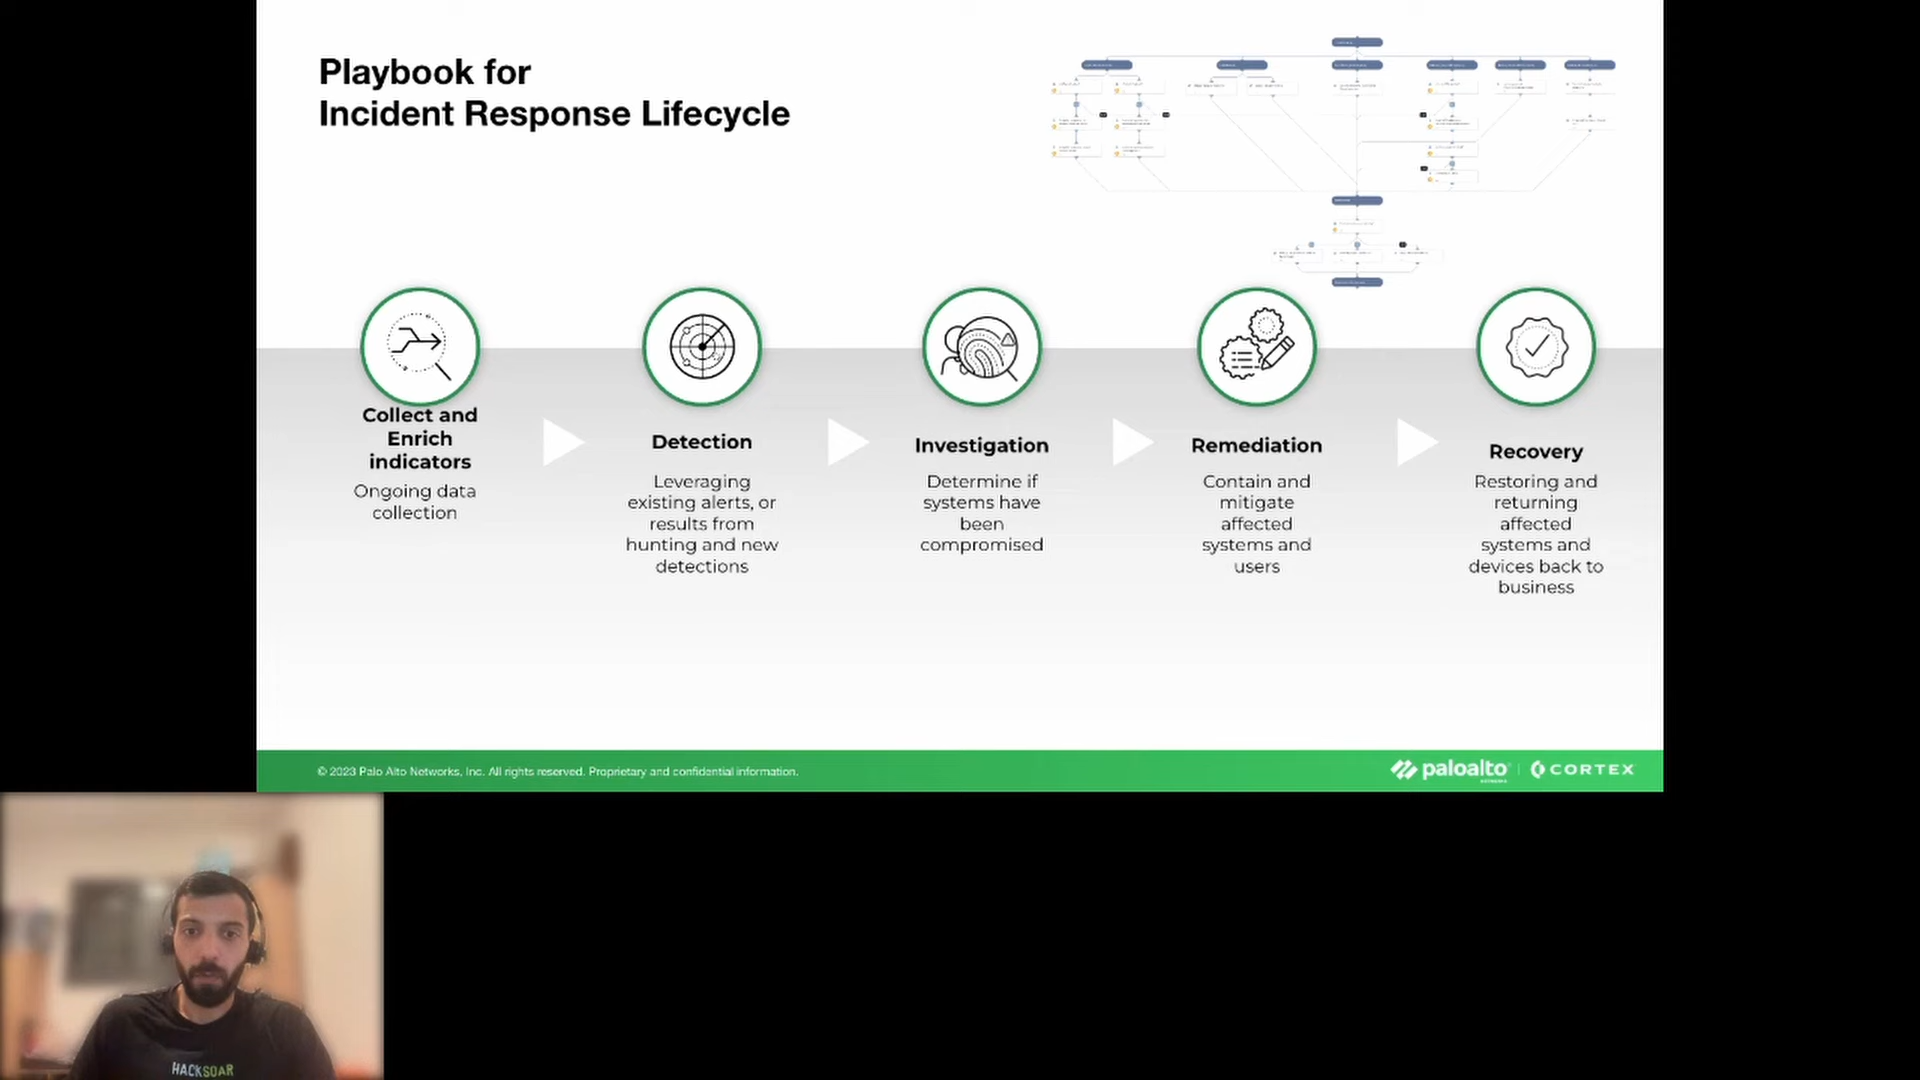 Playbook for
Incident Response Lifecycle
Collect and
Enrich
indicators
Ongoing data
collection
Detection
Leveraging
existing alerts, or
results from
hunting and new
detections
Investigation
Determine if
systems have
been
compromised
Remediation
Contain and
mitigate
affected
systems and
users
Recovery
Restoring and
returning
affected
systems and
devices back to
business
© 2023 Palo Alto Networks, Inc. All rights reserved. Proprietary and confidential information.
paloalto
NETWORKS
CORTEX
HACKSOAR